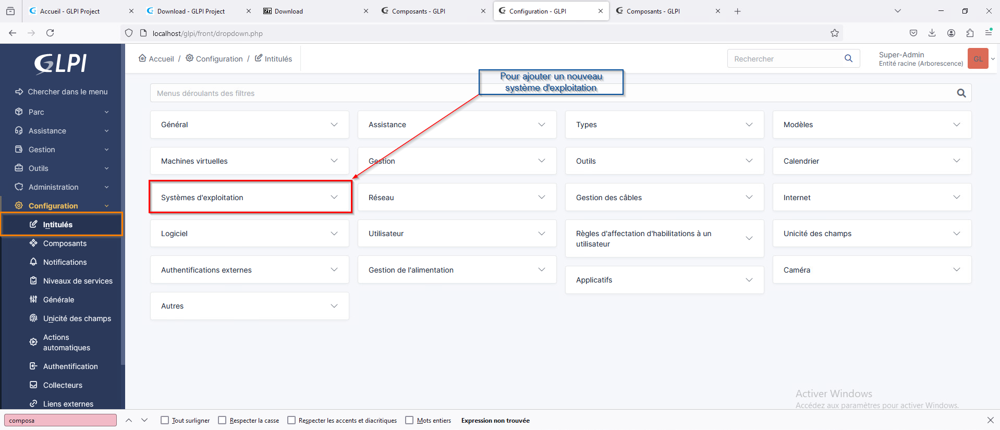 Accueil - GLPI Project
Download - GLPI Project
7z Download
Composants - GLPI
Configuration - GLPI
Composants - GLPI
localhost/glpi/front/dropdown.php
GLPI
Accueil / Configuration / Intitulés
Rechercher
Super-Admin
Entité racine (Arborescence)
GL
Pour ajouter un nouveau
système d'exploitation
Chercher dans le menu
Parc
Assistance
Gestion
Outils
Administration
Configuration
Intitulés
Composants
Notifications
Niveaux de services
Générale
Unicité des champs
Actions
automatiques
Authentification
Collecteurs
Liens externes
Menus déroulants des filtres
Général
Assistance
Types
Modèles
Machines virtuelles
Gestion
Outils
Calendrier
Systèmes d'exploitation
Réseau
Gestion des câbles
Internet
Logiciel
Utilisateur
Règles d'affectation d'habilitations à un
utilisateur
Unicité des champs
Authentifications externes
Gestion de l'alimentation
Applicatifs
Caméra
Autres
Activer Windows
Accédez aux paramètres pour activer Windows.
composa
Tout surligner
Respecter la casse
Respecter les accents et diacritiques
Mots entiers
Expression non trouvée